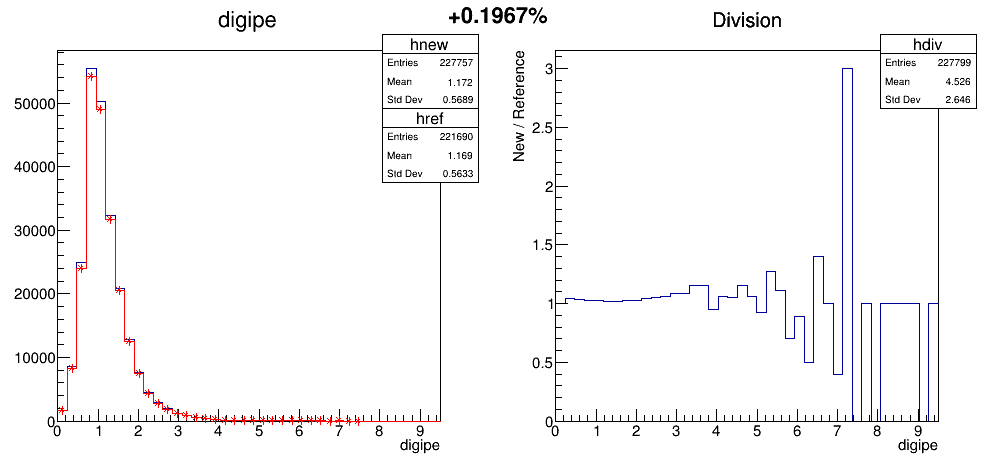 digipe
+0.1967%
Division
hnew
Entries 227757
Mean 1.172
Std Dev 0.5689
href
Entries 221690
Mean 1.169
Std Dev 0.5633
50000
40000
30000
20000
10000
0
0 1 2 3 4 5 6 7 8 9
digipe
hdiv
Entries 227799
Mean 4.526
Std Dev 2.646
New / Reference
3
2.5
2
1.5
1
0.5
0
0 1 2 3 4 5 6 7 8 9
digipe